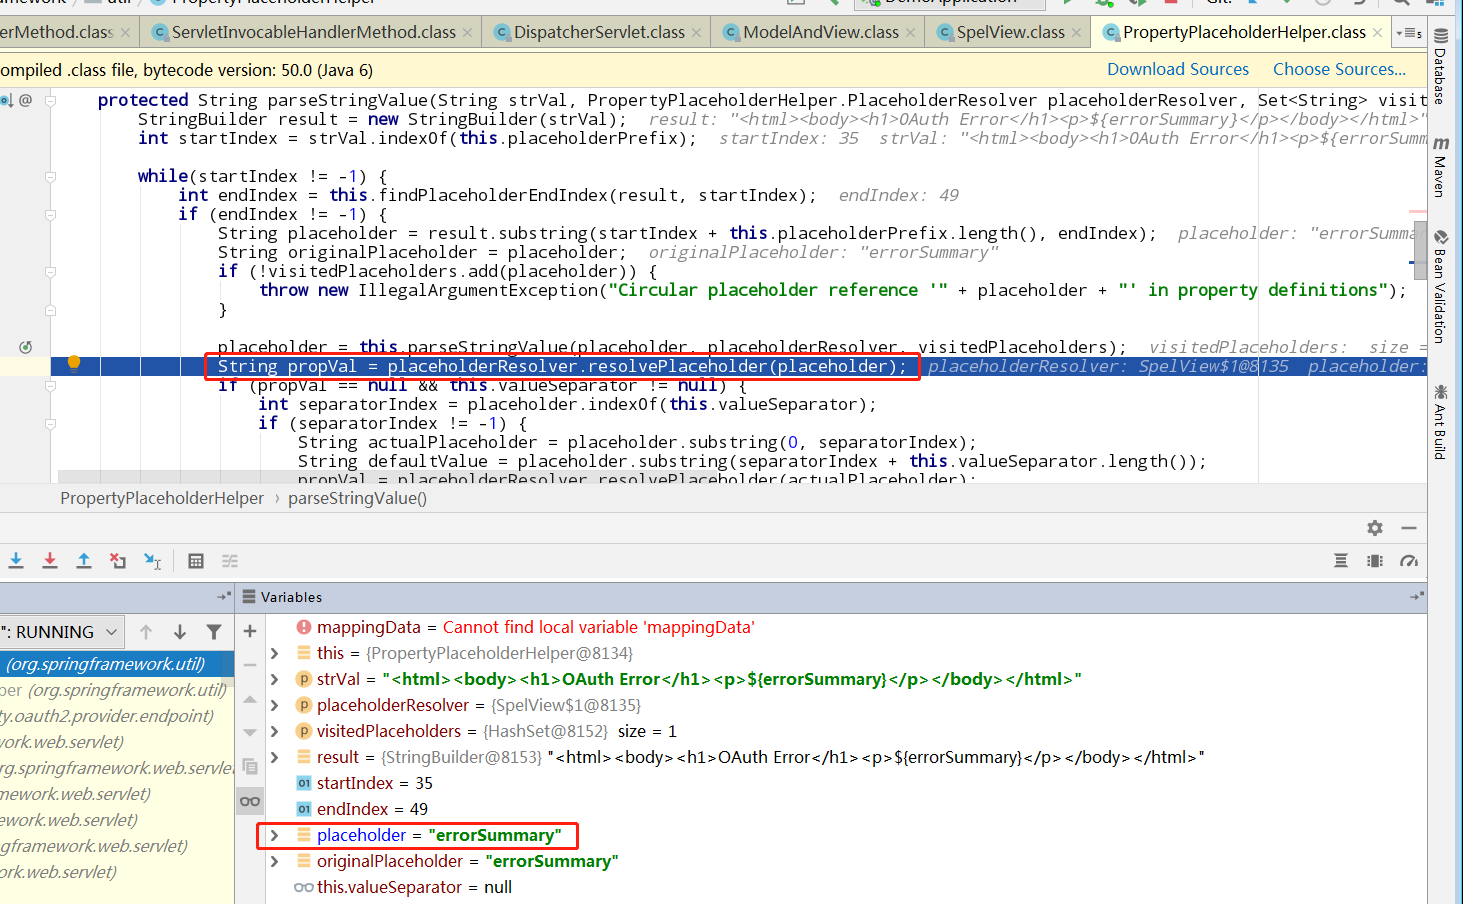 util PropertyPlaceholderHelper DemoApplication Git:
erMethod.class ServletInvocableHandlerMethod.class DispatcherServlet.class ModelAndView.class SpelView.class PropertyPlaceholderHelper.class 5
ompiled .class file, bytecode version: 50.0 (Java 6) Download Sources Choose Sources...
protected String parseStringValue(String strVal, PropertyPlaceholderHelper.PlaceholderResolver placeholderResolver, Set<String> visit
StringBuilder result = new StringBuilder(strVal); result: "<html><body><h1>OAuth Error</h1><p>${errorSummary}</p></body></html>"
int startIndex = strVal.indexOf(this.placeholderPrefix); startIndex: 35 strVal: "<html><body><h1>OAuth Error</h1><p>${errorSumm
while(startIndex != -1) {
int endIndex = this.findPlaceholderEndIndex(result, startIndex); endIndex: 49
if (endIndex != -1) {
String placeholder = result.substring(startIndex + this.placeholderPrefix.length(), endIndex); placeholder: "errorSummar
String originalPlaceholder = placeholder; originalPlaceholder: "errorSummary"
if (!visitedPlaceholders.add(placeholder)) {
throw new IllegalArgumentException("Circular placeholder reference '" + placeholder + "' in property definitions");
}
placeholder = this.parseStringValue(placeholder, placeholderResolver, visitedPlaceholders); visitedPlaceholders: size =
String propVal = placeholderResolver.resolvePlaceholder(placeholder); placeholderResolver: SpelView$1@8135 placeholder:
if (propVal == null && this.valueSeparator != null) {
int separatorIndex = placeholder.indexOf(this.valueSeparator);
if (separatorIndex != -1) {
String actualPlaceholder = placeholder.substring(0, separatorIndex);
String defaultValue = placeholder.substring(separatorIndex + this.valueSeparator.length());
propVal = placeholderResolver.resolvePlaceholder(actualPlaceholder);
PropertyPlaceholderHelper › parseStringValue()
Database
Maven
Bean Validation
Ant Build
Variables
": RUNNING
(org.springframework.util)
per (org.springframework.util)
ty.oauth2.provider.endpoint)
work.web.servlet)
rg.springframework.web.servlet
mework.web.servlet)
ework.web.servlet)
ngframework.web.servlet)
ork.web.servlet)
mappingData = Cannot find local variable 'mappingData'
this = {PropertyPlaceholderHelper@8134}
strVal = "<html><body><h1>OAuth Error</h1><p>${errorSummary}</p></body></html>"
placeholderResolver = {SpelView$1@8135}
visitedPlaceholders = {HashSet@8152} size = 1
result = {StringBuilder@8153} "<html><body><h1>OAuth Error</h1><p>${errorSummary}</p></body></html>"
startIndex = 35
endIndex = 49
placeholder = "errorSummary"
originalPlaceholder = "errorSummary"
this.valueSeparator = null